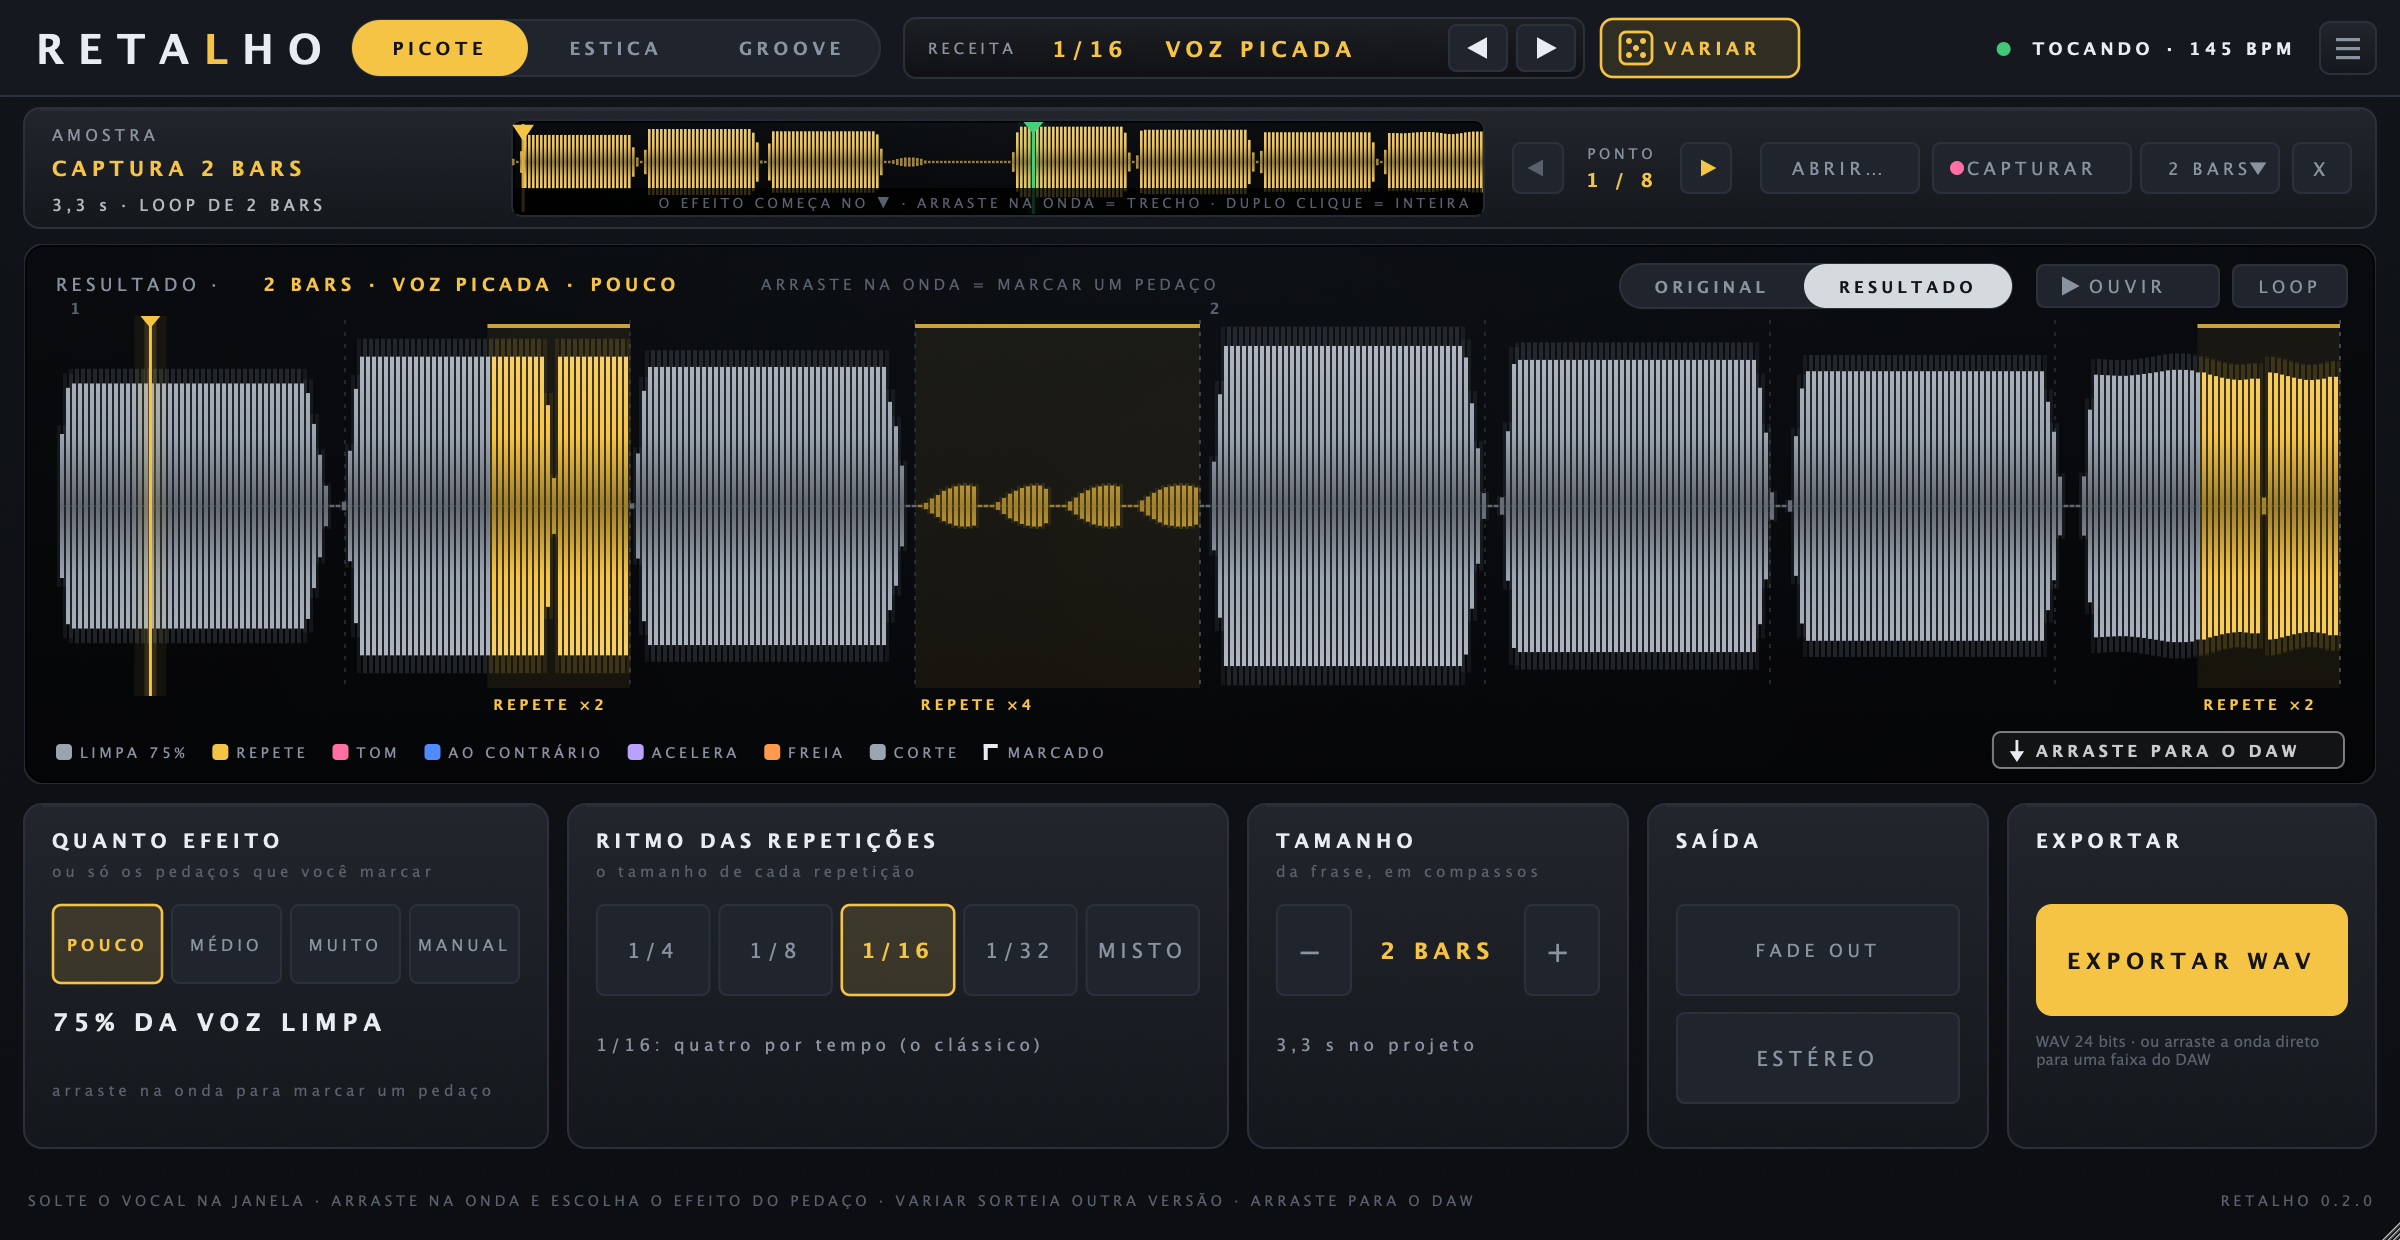 RETALHO
PICOTE
ESTICA
GROOVE
RECEITA 1/16 VOZ PICADA
VARIAR
TOCANDO · 145 BPM
AMOSTRA
CAPTURA 2 BARS
3,3 s · LOOP DE 2 BARS
O EFEITO COMEÇA NO ▼ · ARRASTE NA ONDA = TRECHO · DUPLO CLIQUE = INTEIRA
PONTO
1 / 8
ABRIR...
CAPTURAR
2 BARS
X
RESULTADO · 2 BARS · VOZ PICADA · POUCO
ARRASTE NA ONDA = MARCAR UM PEDAÇO
ORIGINAL
RESULTADO
OUVIR
LOOP
1
2
REPETE ×2
REPETE ×4
REPETE ×2
LIMPA 75%
REPETE
TOM
AO CONTRÁRIO
ACELERA
FREIA
CORTE
MARCADO
ARRASTE PARA O DAW
QUANTO EFEITO
ou só os pedaços que você marcar
POUCO
MÉDIO
MUITO
MANUAL
75% DA VOZ LIMPA
arraste na onda para marcar um pedaço
RITMO DAS REPETIÇÕES
o tamanho de cada repetição
1/4
1/8
1/16
1/32
MISTO
1/16: quatro por tempo (o clássico)
TAMANHO
da frase, em compassos
− 2 BARS +
3,3 s no projeto
SAÍDA
FADE OUT
ESTÉREO
EXPORTAR
EXPORTAR WAV
WAV 24 bits · ou arraste a onda direto
para uma faixa do DAW
SOLTE O VOCAL NA JANELA · ARRASTE NA ONDA E ESCOLHA O EFEITO DO PEDAÇO · VARIAR SORTEIA OUTRA VERSÃO · ARRASTE PARA O DAW
RETALHO 0.2.0